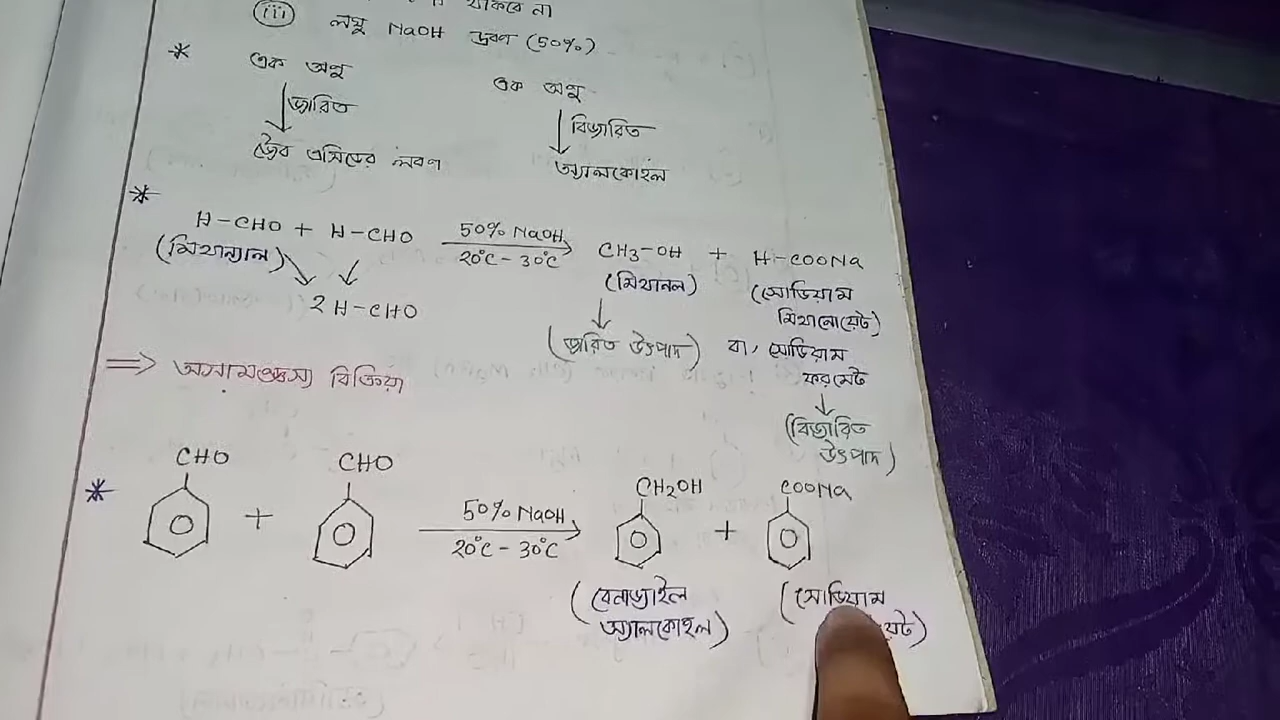 থাকবে না
(iii) লঘু NaOH দ্রবণ (50%)
* এক অণু এক অণু
জারিত বিজারিত
জৈব এসিডের লবণ অ্যালকোহল
* H-CHO + H-CHO 50% NaOH 20°C - 30°C CH3-OH + H-COONa
(মিথান্যাল) (মিথানল) (সোডিয়াম
মিথানোয়েট)
2 H-CHO
(জারিত উৎপাদ) বা, সোডিয়াম
ফরমেট
⇒ অসামঞ্জস্য বিক্রিয়া
(বিজারিত
উৎপাদ)
CHO CHO CH2OH COONa
* + 50% NaOH 20°C - 30°C +
(বেনজাইল (সোডিয়াম
অ্যালকোহল) য়েট)